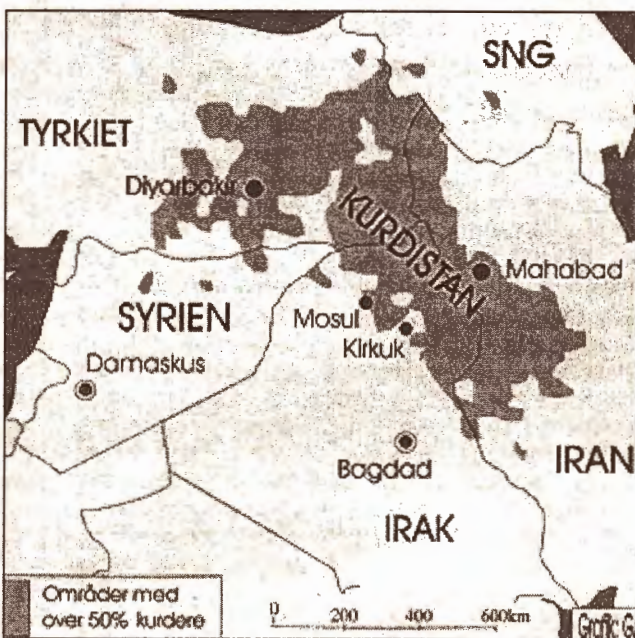 SNG
TYRKIET
Diyarbakir
KURDISTAN
Mahabad
SYRIEN
Mosul
Kirkuk
Damaskus
Bagdad
IRAN
IRAK
Områder med
over 50% kurdere
0 200 400 600km
Grafik: G